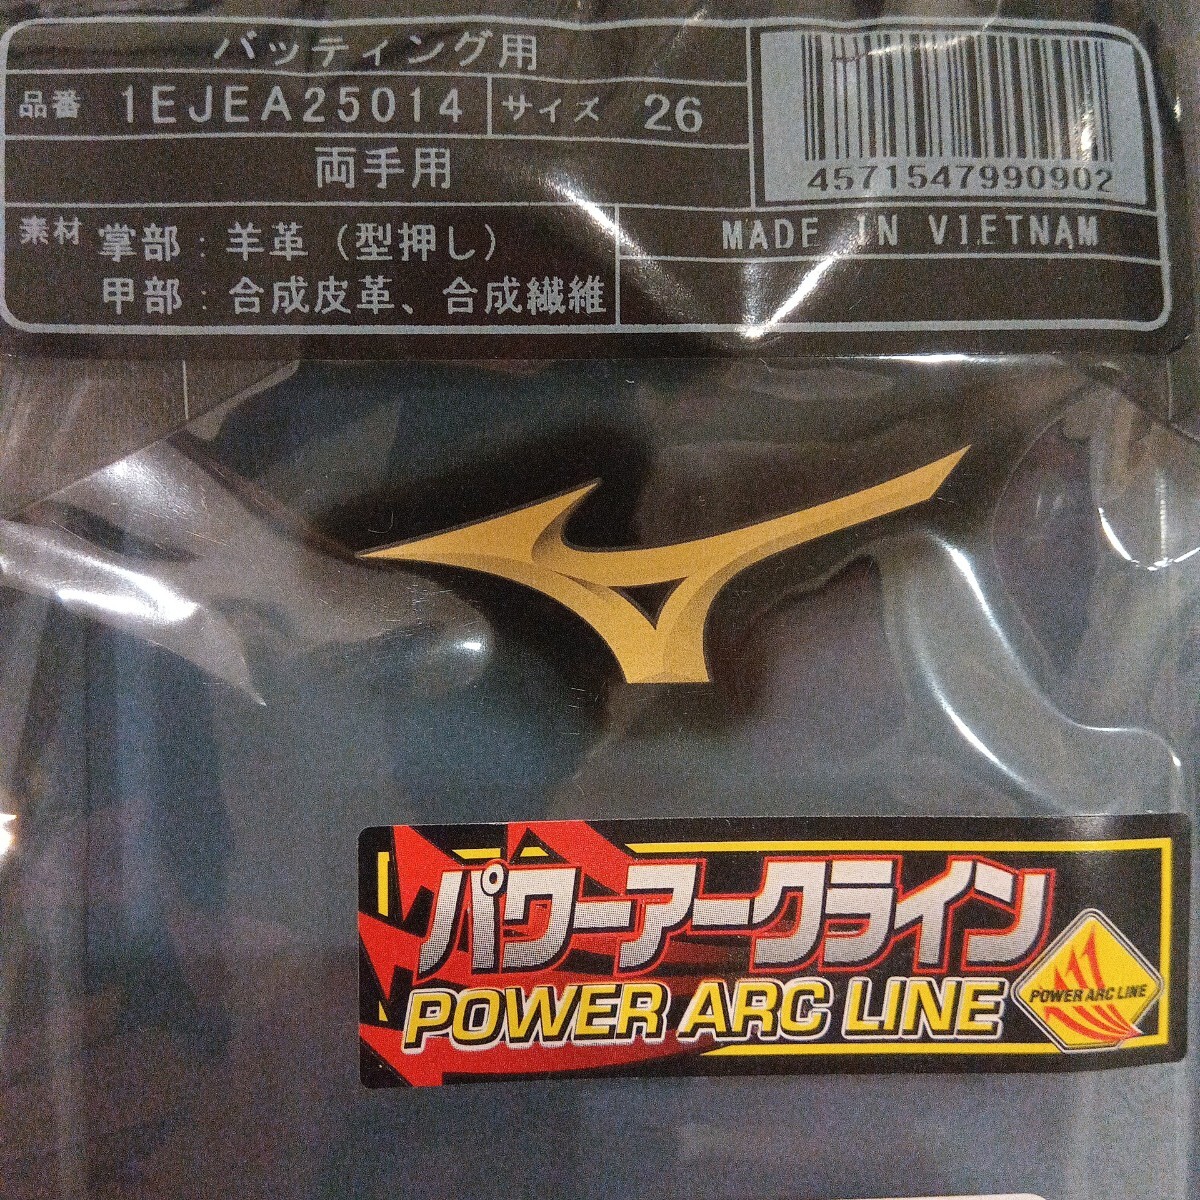 バッティング用
品番 1EJEA25014 サイズ 26
両手用
4571547990902
素材 掌部：羊革（型押し）
甲部：合成皮革、合成繊維
MADE IN VIETNAM
パワーアークライン
POWER ARC LINE
POWER ARC LINE